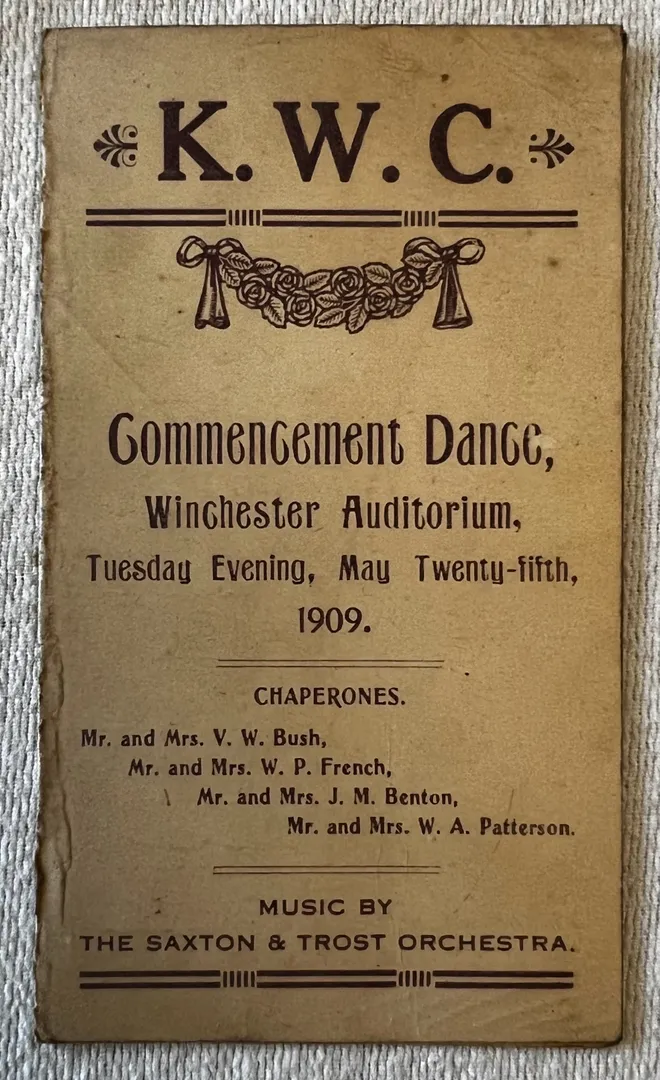 K. W. C.
Commencement Dance,
Winchester Auditorium,
Tuesday Evening, May Twenty-fifth,
1909.
CHAPERONES.
Mr. and Mrs. V. W. Bush,
Mr. and Mrs. W. P. French,
Mr. and Mrs. J. M. Benton,
Mr. and Mrs. W. A. Patterson.
MUSIC BY
THE SAXTON & TROST ORCHESTRA.